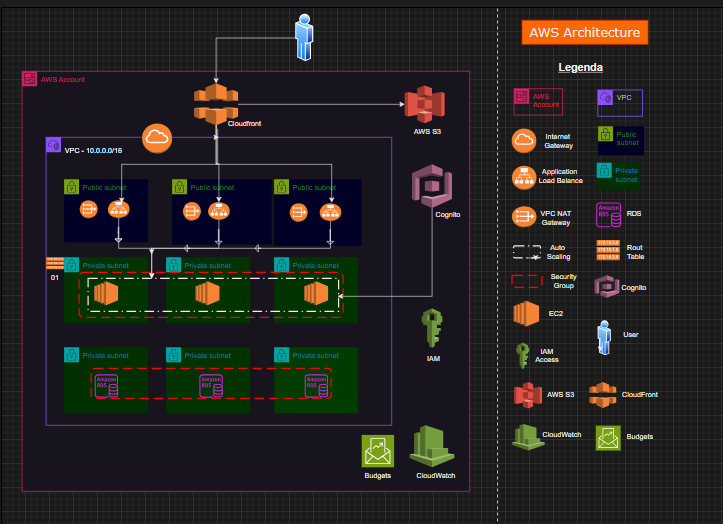 AWS Architecture
Legenda
AWS Account
Cloudfront
AWS S3
VPC - 10.0.0.0/16
Public subnet
Public subnet
Public subnet
Cognito
Private subnet
Private subnet
Private subnet
01
IAM
Private subnet
Private subnet
Private subnet
Amazon
RDS
Amazon
RDS
Amazon
RDS
Budgets
CloudWatch
AWS
Account
VPC
Internet
Gateway
Public
subnet
Application
Load Balance
Private
subnet
VPC NAT
Gateway
Amazon
RDS
RDS
Auto
Scaling
Rout
Table
Security
Group
Cognito
EC2
User
IAM
Access
AWS S3
CloudFront
CloudWatch
Budgets